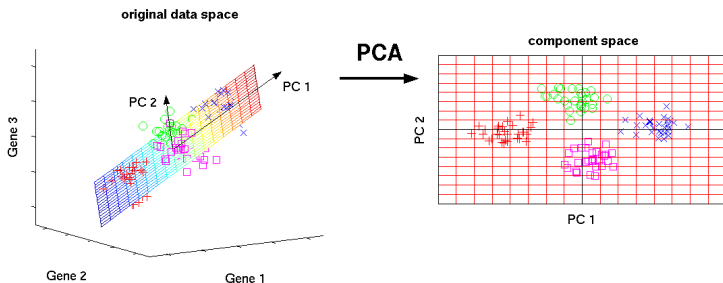 original data space
Gene 3
PC 2
PC 1
Gene 2
Gene 1
PCA
component space
PC 2
PC 1